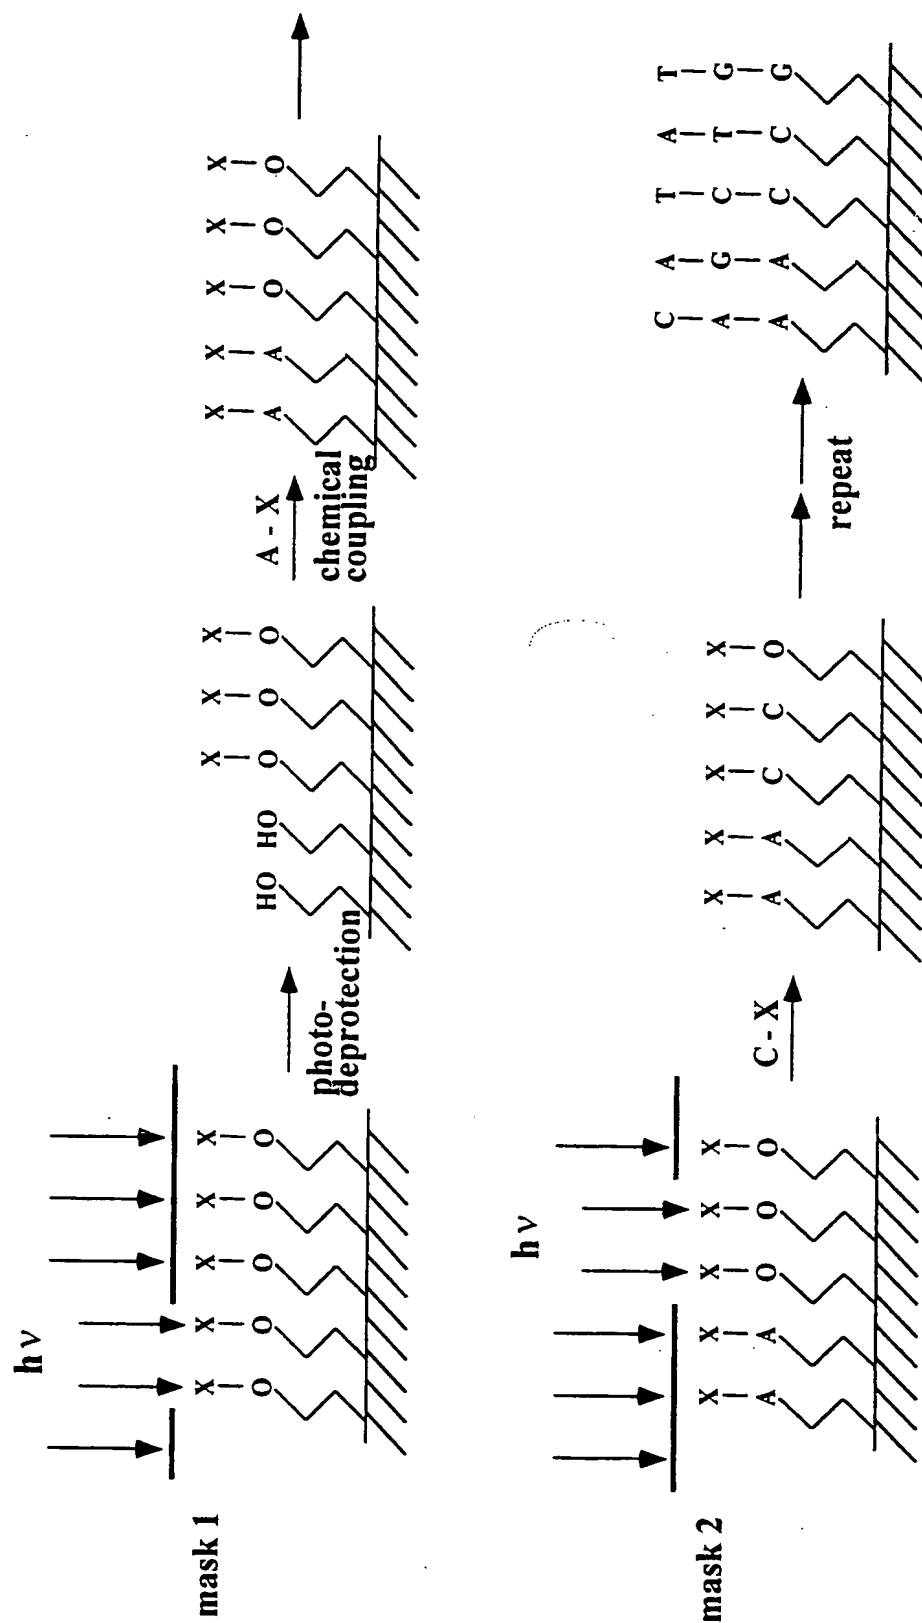 mask 1
hν
X X X X X
O O O O O
photo-
deprotection
X X X
HO HO O O O
A - X
chemical
coupling
X X X X X
A A O O O
mask 2
hν
X X X X X
A A O O O
C - X
X X X X X
A A C C O
repeat
C A T A T
A G C T G
A A C C G